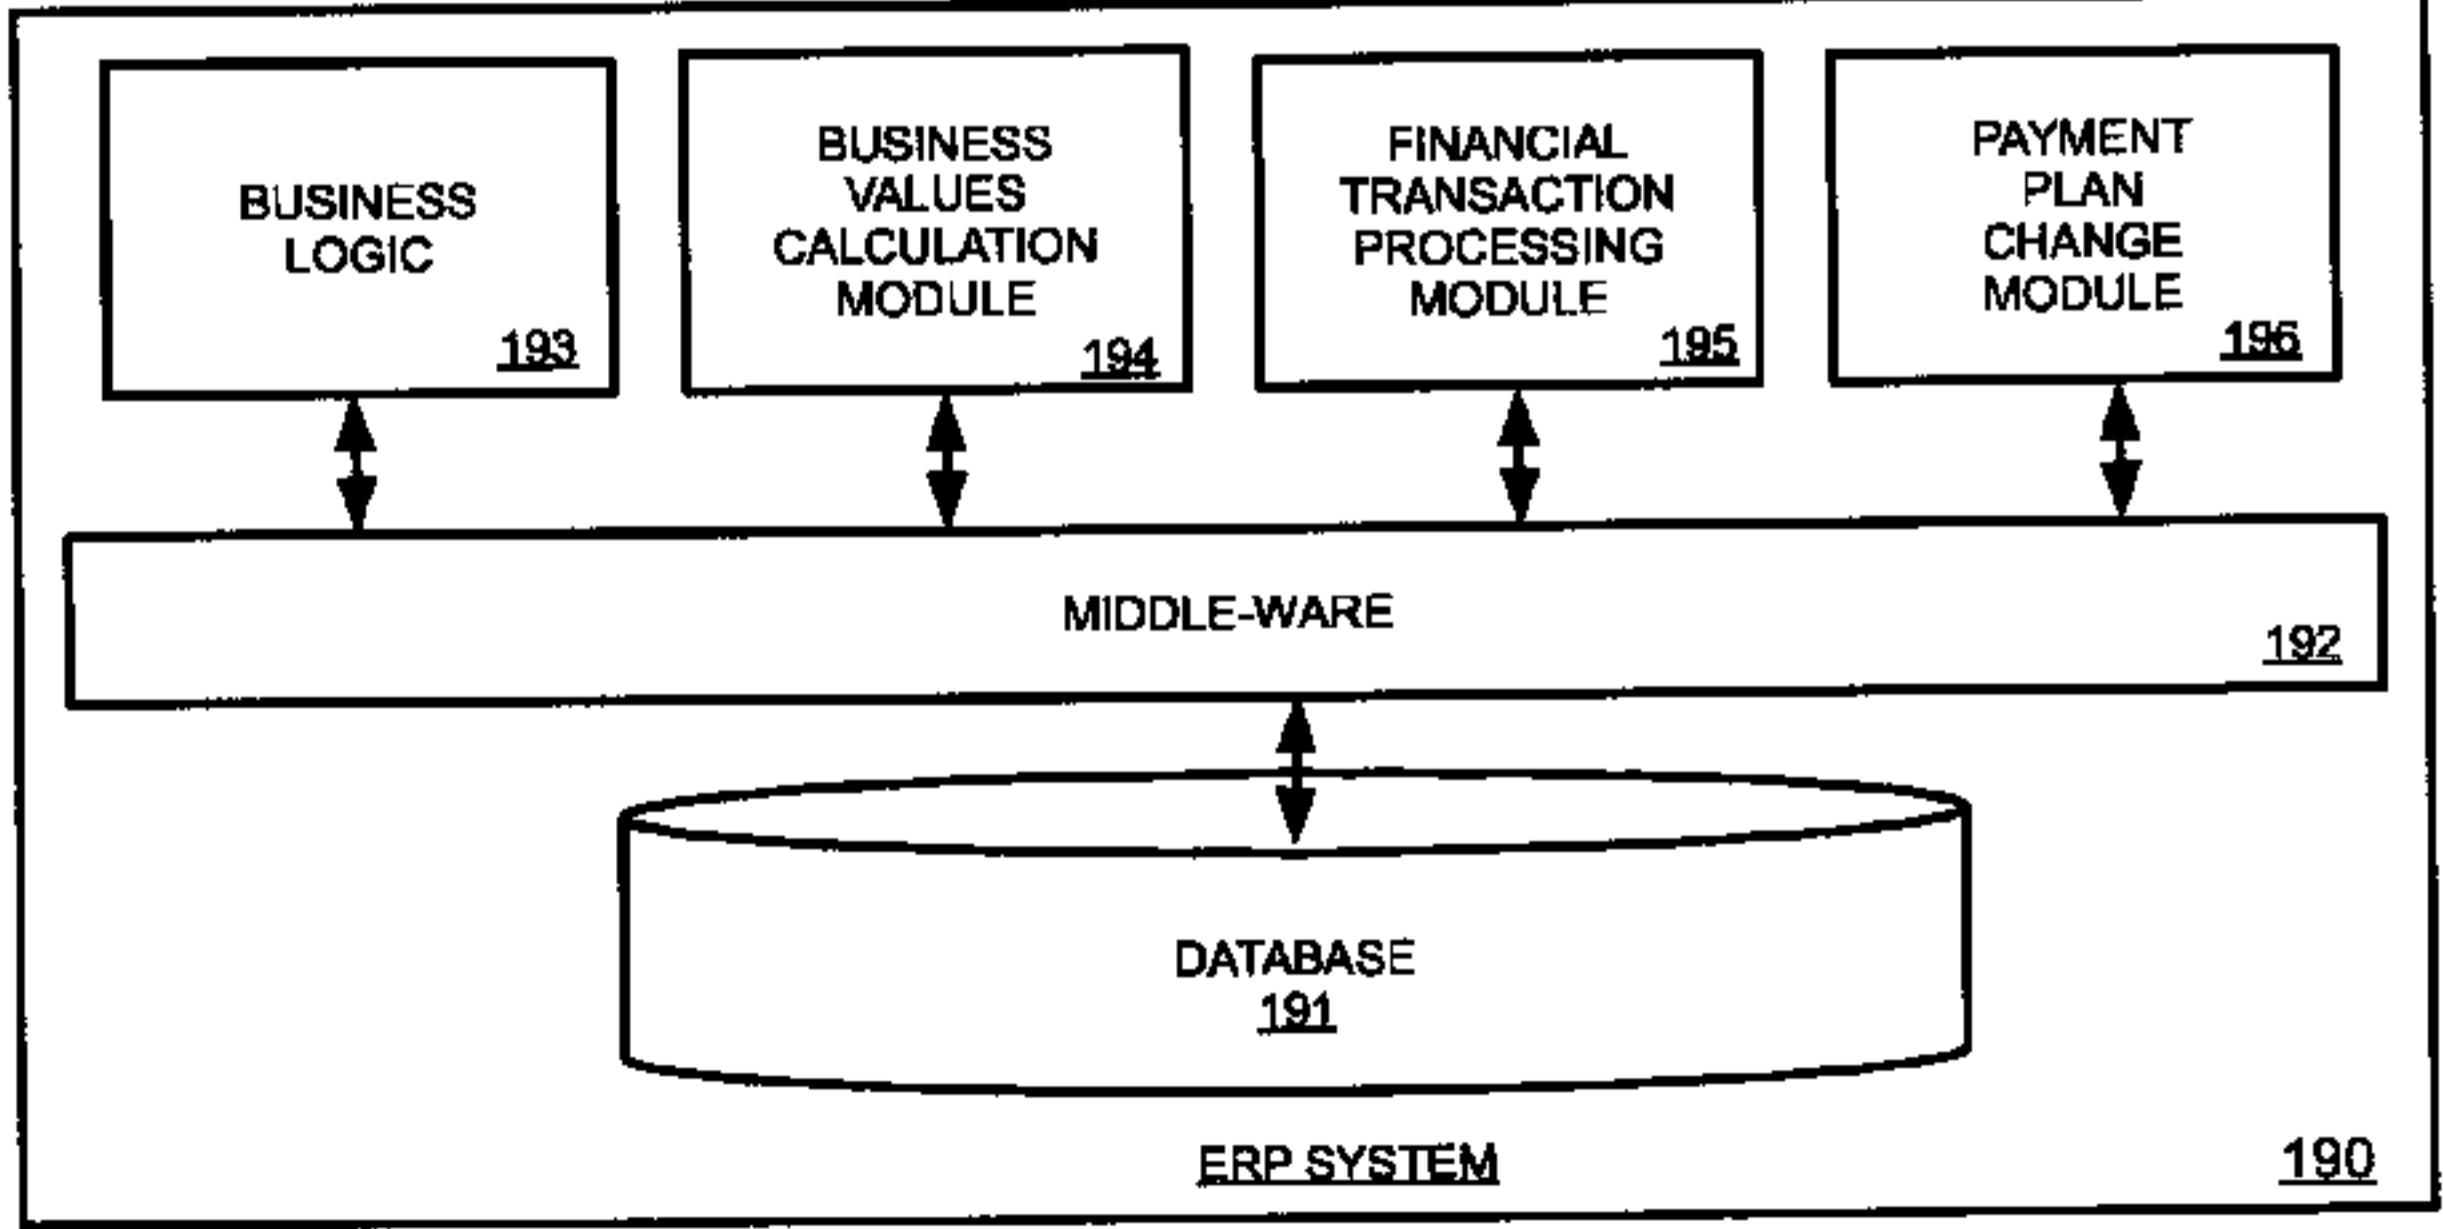 BUSINESS
LOGIC
193
BUSINESS
VALUES
CALCULATION
MODULE
194
FINANCIAL
TRANSACTION
PROCESSING
MODULE
195
PAYMENT
PLAN
CHANGE
MODULE
196
MIDDLE-WARE
192
DATABASE
191
ERP SYSTEM
190